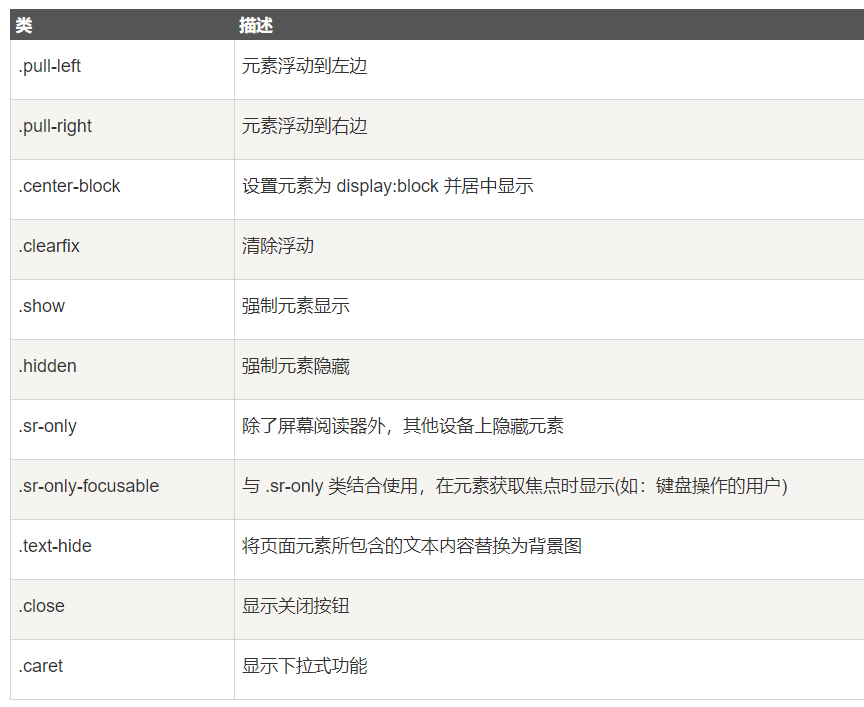 类 描述
.pull-left 元素浮动到左边
.pull-right 元素浮动到右边
.center-block 设置元素为 display:block 并居中显示
.clearfix 清除浮动
.show 强制元素显示
.hidden 强制元素隐藏
.sr-only 除了屏幕阅读器外，其他设备上隐藏元素
.sr-only-focusable 与 .sr-only 类结合使用，在元素获取焦点时显示(如：键盘操作的用户)
.text-hide 将页面元素所包含的文本内容替换为背景图
.close 显示关闭按钮
.caret 显示下拉式功能